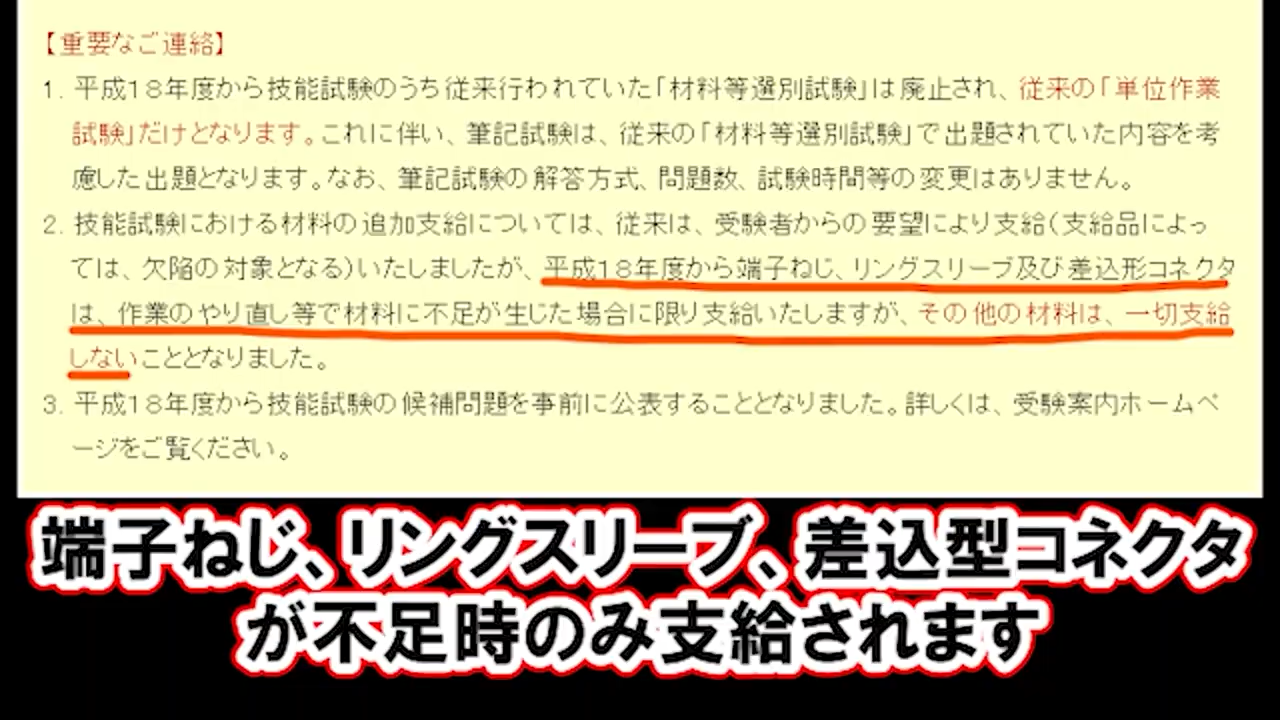 【重要なご連絡】
1. 平成18年度から技能試験のうち従来行われていた「材料等選別試験」は廃止され、従来の「単位作業
試験」だけとなります。これに伴い、筆記試験は、従来の「材料等選別試験」で出題されていた内容を考
慮した出題となります。なお、筆記試験の解答方式、問題数、試験時間等の変更はありません。
2. 技能試験における材料の追加支給については、従来は、受験者からの要望により支給(支給品によっ
ては、欠陥の対象となる)いたしましたが、平成18年度から端子ねじ、リングスリーブ及び差込形コネクタ
は、作業のやり直し等で材料に不足が生じた場合に限り支給いたしますが、その他の材料は、一切支給
しないこととなりました。
3. 平成18年度から技能試験の候補問題を事前に公表することとなりました。詳しくは、受験案内ホームペ
ージをご覧ください。
端子ねじ、リングスリーブ、差込型コネクタ
が不足時のみ支給されます